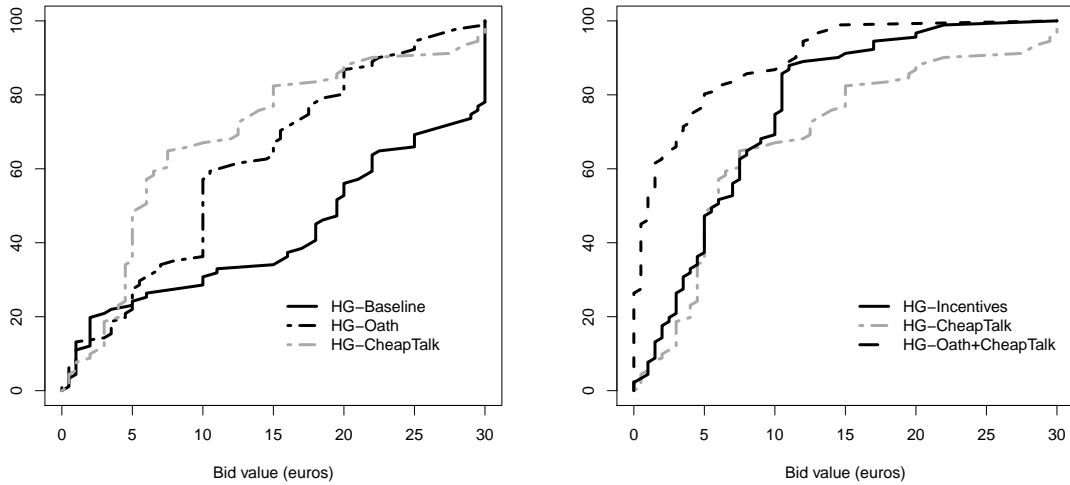 100
80
60
40
20
0
HG−Baseline
HG−Oath
HG−CheapTalk
0 5 10 15 20 25 30
Bid value (euros)
100
80
60
40
20
0
HG−Incentives
HG−CheapTalk
HG−Oath+CheapTalk
0 5 10 15 20 25 30
Bid value (euros)